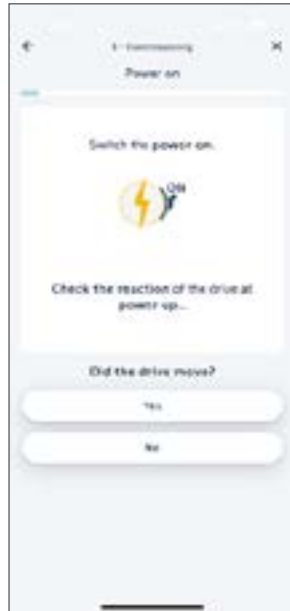 Commissioning
Power on
Switch the power on.
ON
Check the reaction of the drive at
power up...
Did the drive move?
Yes
No